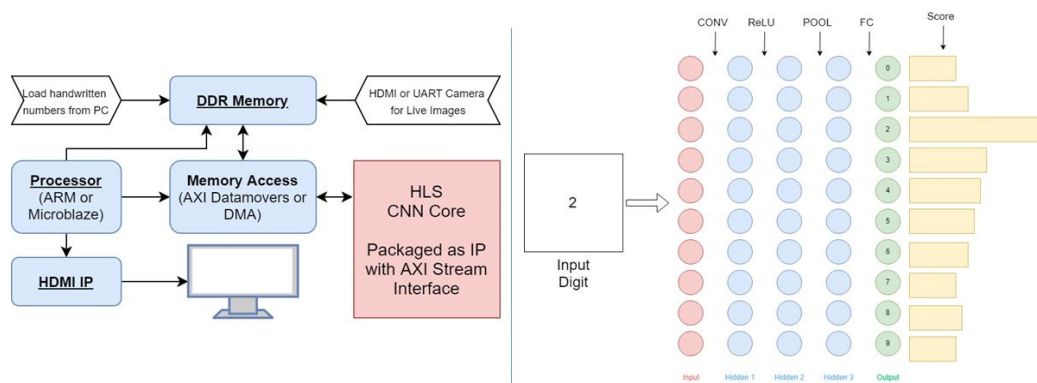 Load handwritten
numbers from PC
DDR Memory
HDMI or UART Camera
for Live Images
Processor
(ARM or
Microblaze)
Memory Access
(AXI Datamovers or
DMA)
HLS
CNN Core
Packaged as IP
with AXI Stream
Interface
HDMI IP
2
Input
Digit
CONV
ReLU
POOL
FC
Score
0
1
2
3
4
5
6
7
8
9
Input
Hidden 1
Hidden 2
Hidden 3
Output